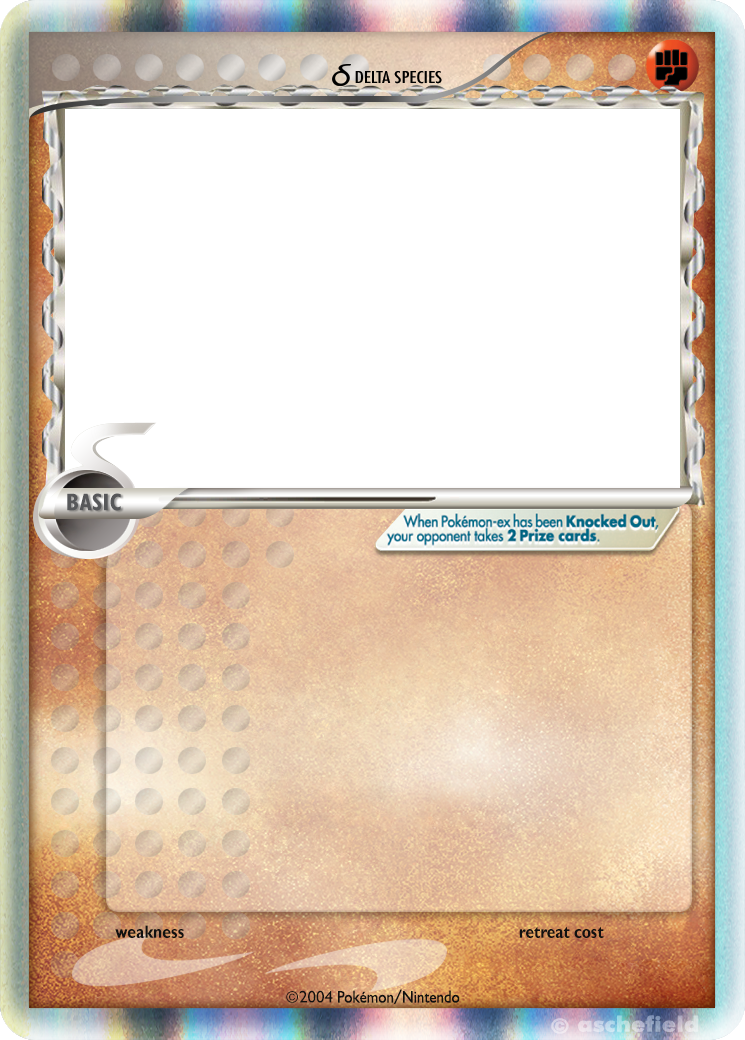 δ DELTA SPECIES
BASIC
When Pokémon-ex has been Knocked Out,
your opponent takes 2 Prize cards.
weakness
retreat cost
©2004 Pokémon/Nintendo
© aschefield